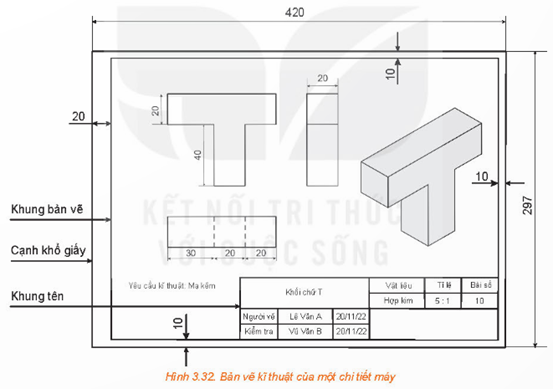 420
20
10
20
20
40
297
10
20
KẾT NỐI TRI THỨC
VỚI CUỘC SỐNG
Khung bản vẽ
Cạnh khổ giấy
Khung tên
30
20
20
Yêu cầu kĩ thuật: Mạ kẽm
Khối chữ T
Vật liệu
Tỉ lệ
Bài số
Hợp kim
5 : 1
10
Người vẽ
Lê Văn A
20/11/22
Kiểm tra
Vũ Văn B
20/11/22
10
Hình 3.32. Bản vẽ kĩ thuật của một chi tiết máy